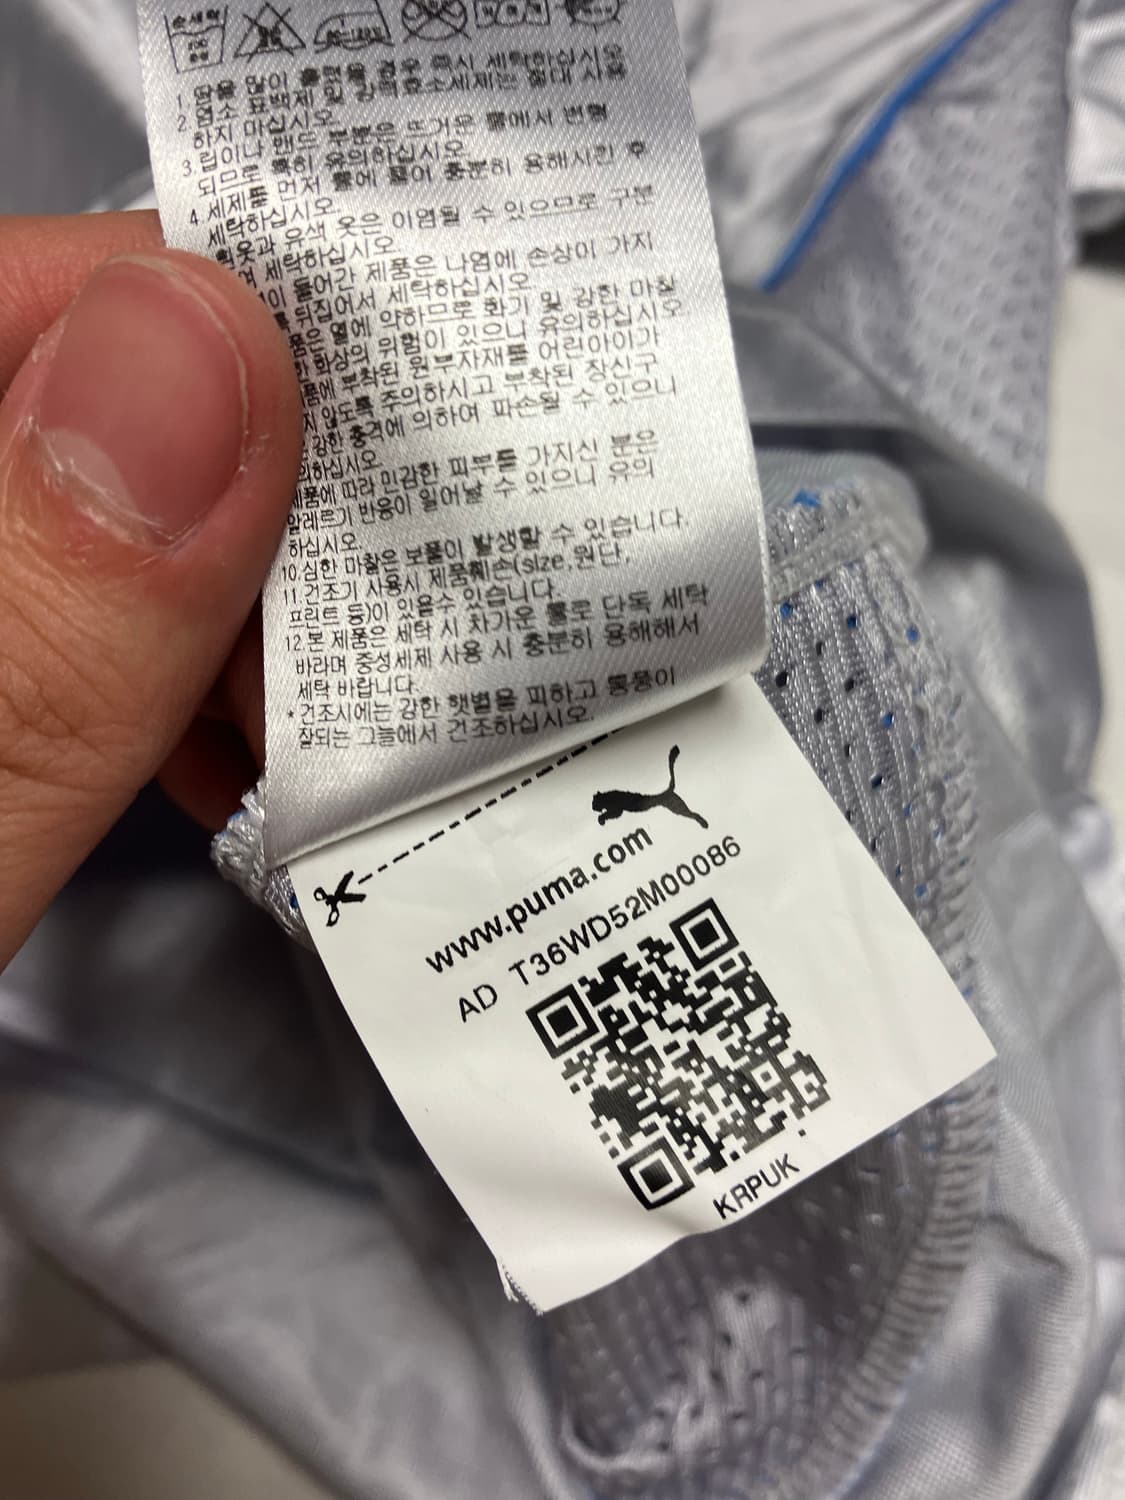 손세탁
1. 땀을 많이 흘렸을 경우 즉시 세탁하십시오
2. 염소 표백제 및 강력효소세제는 절대 사용
하지 마십시오.
3. 립이나 밴드 부분은 뜨거운 물에서 변형
되므로 특히 유의하십시오.
4. 세제를 먼저 물에 풀어 충분히 용해시킨 후
세탁하십시오.
흰옷과 유색 옷은 이염될 수 있으므로 구분
세탁하십시오.
들어간 제품은 나염에 손상이 가지
뒤집어서 세탁하십시오.
열에 약하므로 화기 및 강한 마찰
화상의 위험이 있으니 유의하십시오
부착된 원부자재를 어린이가
않도록 주의하시고 부착된 장신구
강한 충격에 의하여 파손될 수 있으니
의하십시오.
제품에 따라 민감한 피부를 가지신 분은
알레르기 반응이 일어날 수 있으니 유의
하십시오.
10.심한 마찰은 보풀이 발생할 수 있습니다.
11.건조기 사용시 제품훼손(size,원단,
프린트 등)이 있을수 있습니다.
12.본 제품은 세탁 시 차가운 물로 단독 세탁
바라며 중성세제 사용 시 충분히 용해해서
세탁 바랍니다.
*건조시에는 강한 햇볕을 피하고 통풍이
잘되는 그늘에서 건조하십시오.
www.puma.com
AD T36WD52M00086
KRPUK